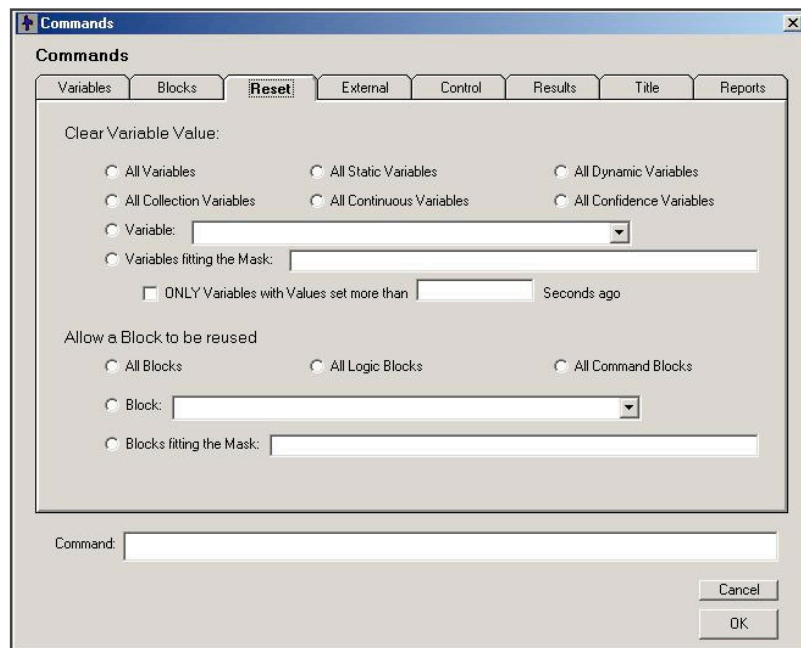 Commands
Commands
Variables Blocks Reset External Control Results Title Reports
Clear Variable Value:
All Variables All Static Variables All Dynamic Variables
All Collection Variables All Continuous Variables All Confidence Variables
Variable:
Variables fitting the Mask:
ONLY Variables with Values set more than Seconds ago
Allow a Block to be reused
All Blocks All Logic Blocks All Command Blocks
Block:
Blocks fitting the Mask:
Command:
Cancel
OK